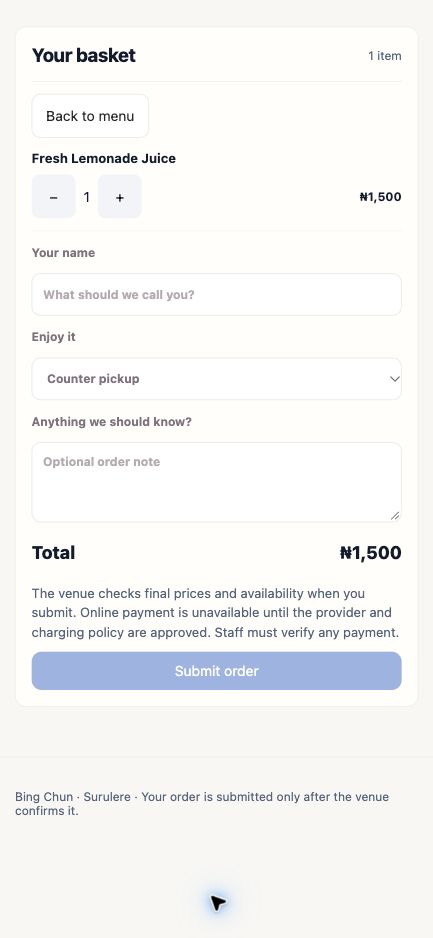 Your basket
1 item
Back to menu
Fresh Lemonade Juice
− 1 + ₦1,500
Your name
What should we call you?
Enjoy it
Counter pickup
Anything we should know?
Optional order note
Total ₦1,500
The venue checks final prices and availability when you
submit. Online payment is unavailable until the provider and
charging policy are approved. Staff must verify any payment.
Submit order
Bing Chun · Surulere · Your order is submitted only after the venue
confirms it.